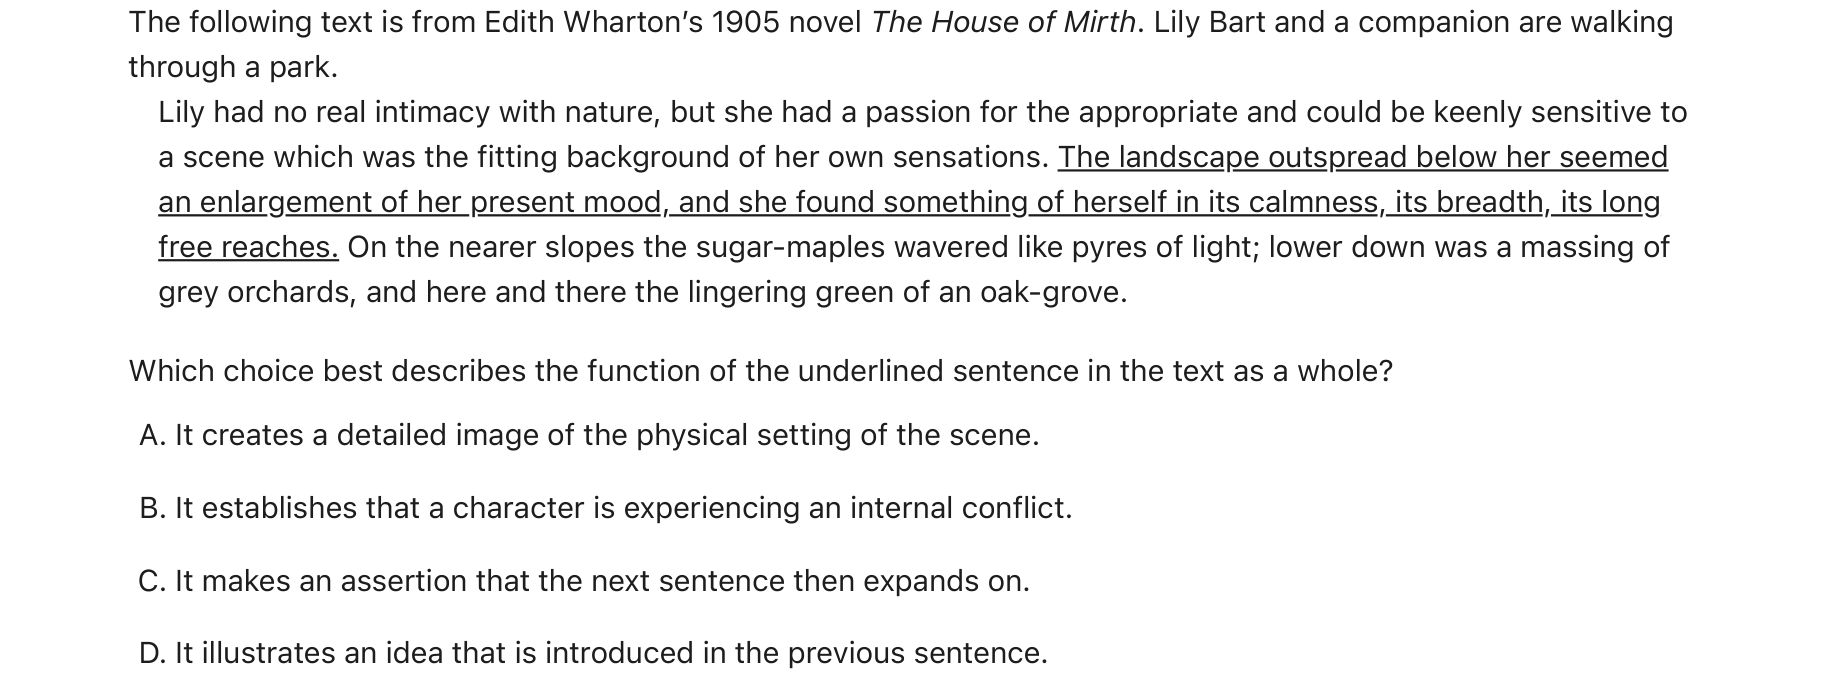 The following text is from Edith Wharton’s 1905 novel The House of Mirth. Lily Bart and a companion are walking
through a park.
Lily had no real intimacy with nature, but she had a passion for the appropriate and could be keenly sensitive to
a scene which was the fitting background of her own sensations. The landscape outspread below her seemed
an enlargement of her present mood, and she found something of herself in its calmness, its breadth, its long
free reaches. On the nearer slopes the sugar-maples wavered like pyres of light; lower down was a massing of
grey orchards, and here and there the lingering green of an oak-grove.
Which choice best describes the function of the underlined sentence in the text as a whole?
A. It creates a detailed image of the physical setting of the scene.
B. It establishes that a character is experiencing an internal conflict.
C. It makes an assertion that the next sentence then expands on.
D. It illustrates an idea that is introduced in the previous sentence.